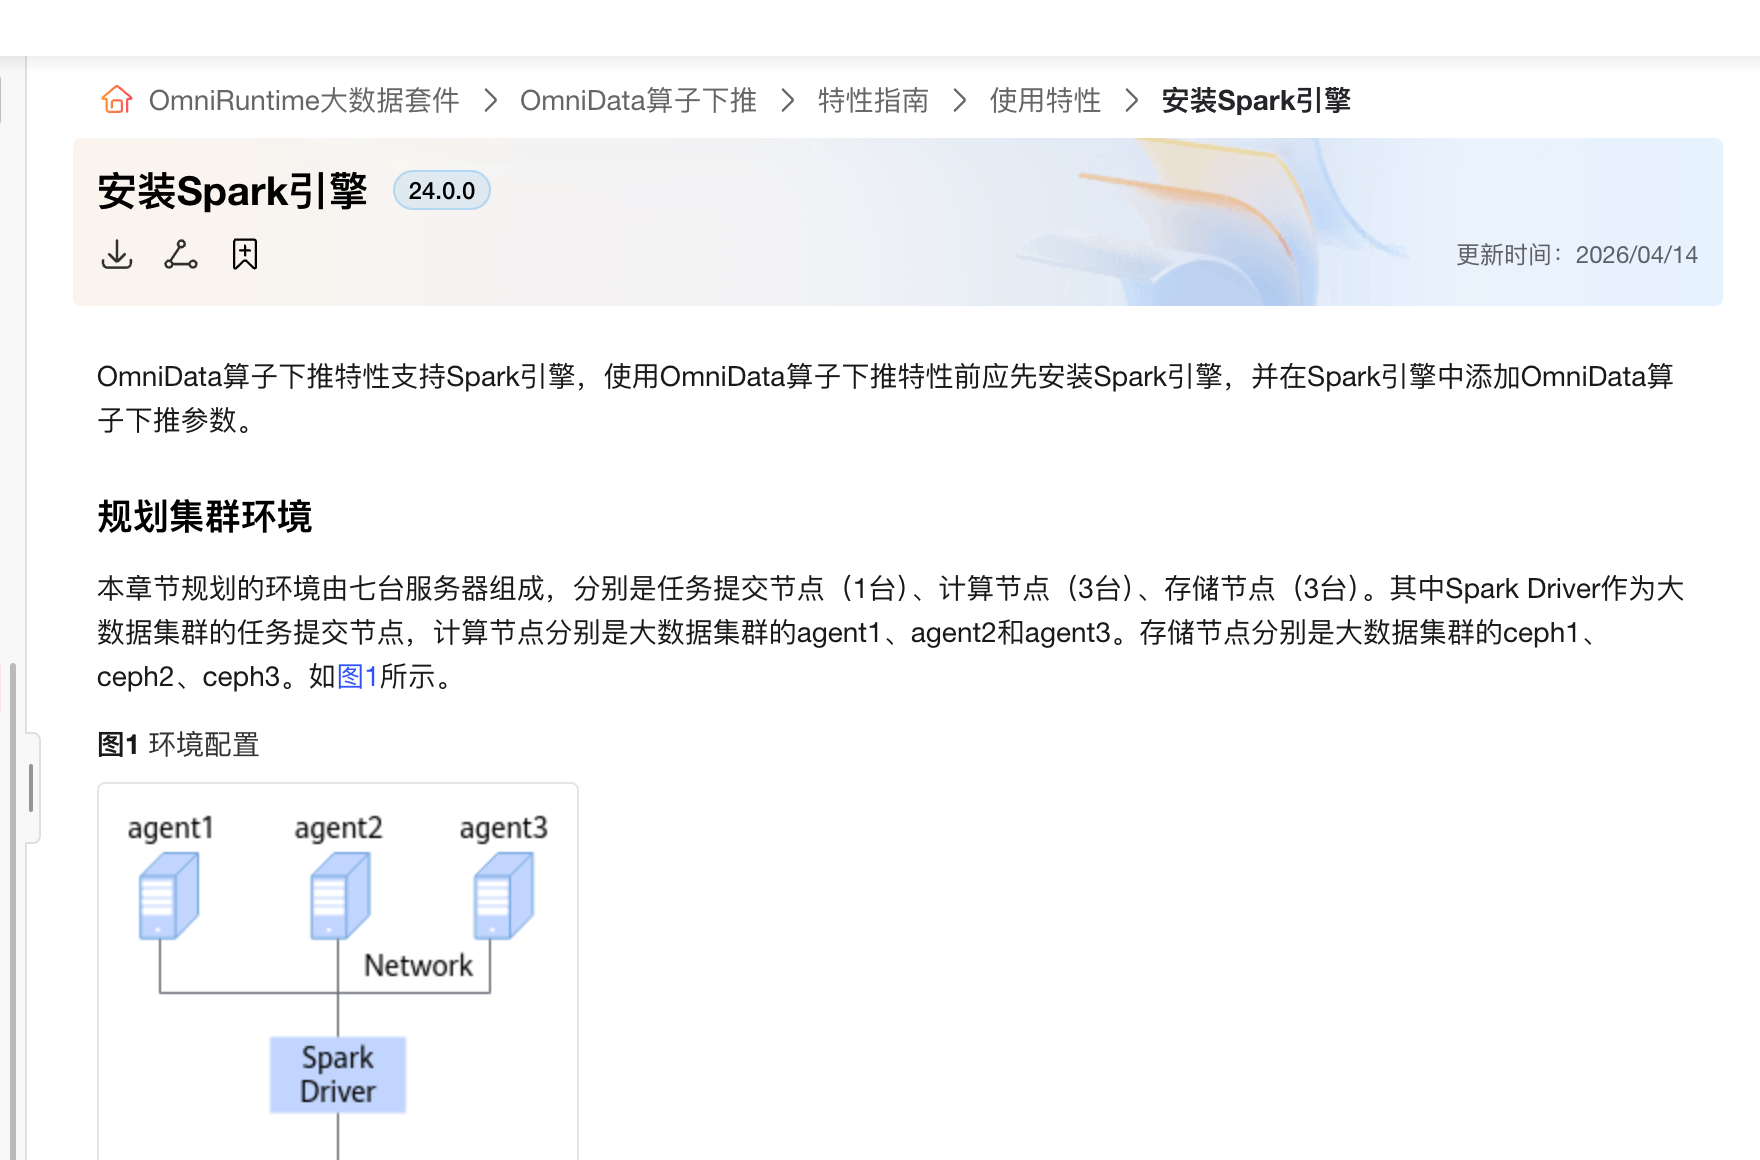 OmniRuntime大数据套件 > OmniData算子下推 > 特性指南 > 使用特性 > 安装Spark引擎
安装Spark引擎 24.0.0
更新时间：2026/04/14
OmniData算子下推特性支持Spark引擎，使用OmniData算子下推特性前应先安装Spark引擎，并在Spark引擎中添加OmniData算
子下推参数。
规划集群环境
本章节规划的环境由七台服务器组成，分别是任务提交节点（1台）、计算节点（3台）、存储节点（3台）。其中Spark Driver作为大
数据集群的任务提交节点，计算节点分别是大数据集群的agent1、agent2和agent3。存储节点分别是大数据集群的ceph1、
ceph2、ceph3。如图1所示。
图1 环境配置
agent1 agent2 agent3
Network
Spark
Driver